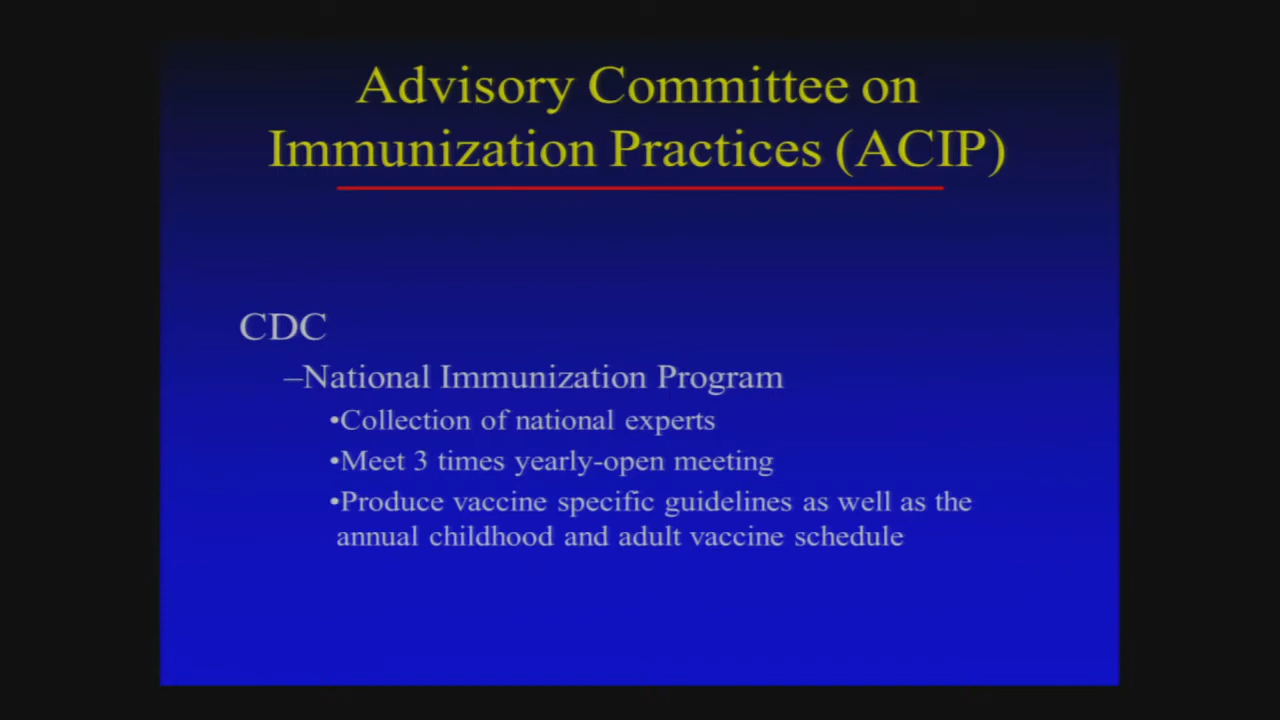 Advisory Committee on
Immunization Practices (ACIP)
CDC
–National Immunization Program
•Collection of national experts
•Meet 3 times yearly-open meeting
•Produce vaccine specific guidelines as well as the
annual childhood and adult vaccine schedule